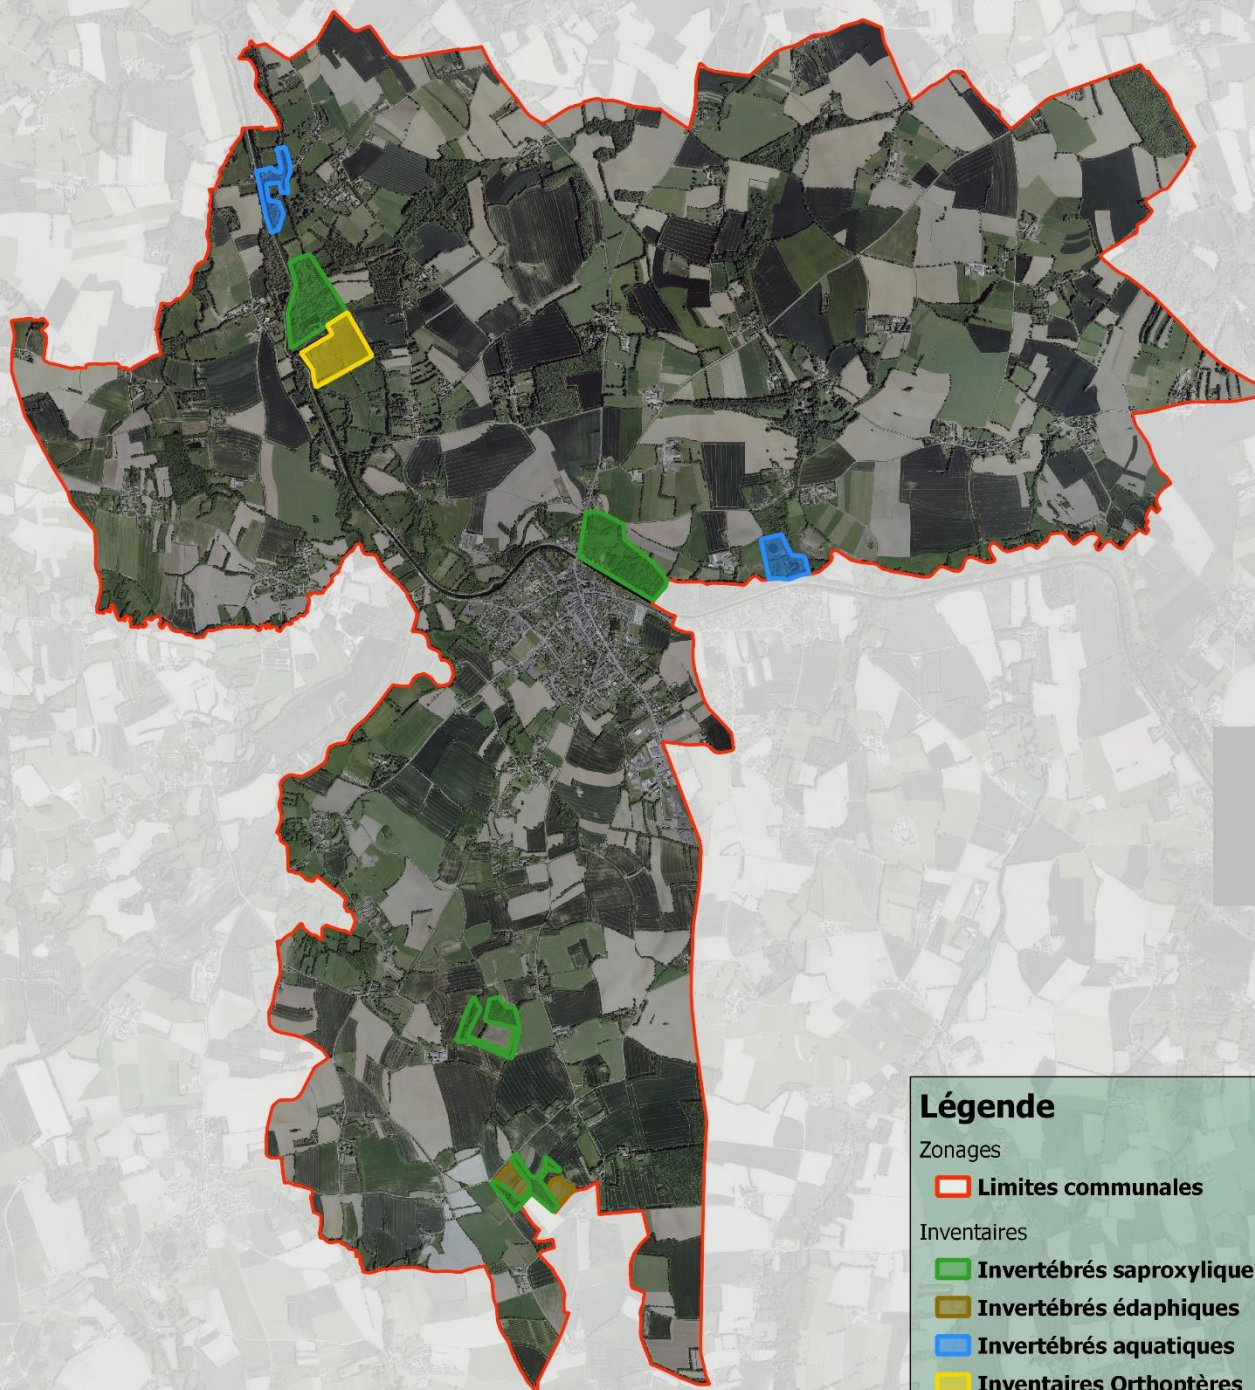 Légende
Zonages
Limites communales
Inventaires
Invertébrés saproxylique
Invertébrés édaphiques
Invertébrés aquatiques
Inventaires Orthoptères